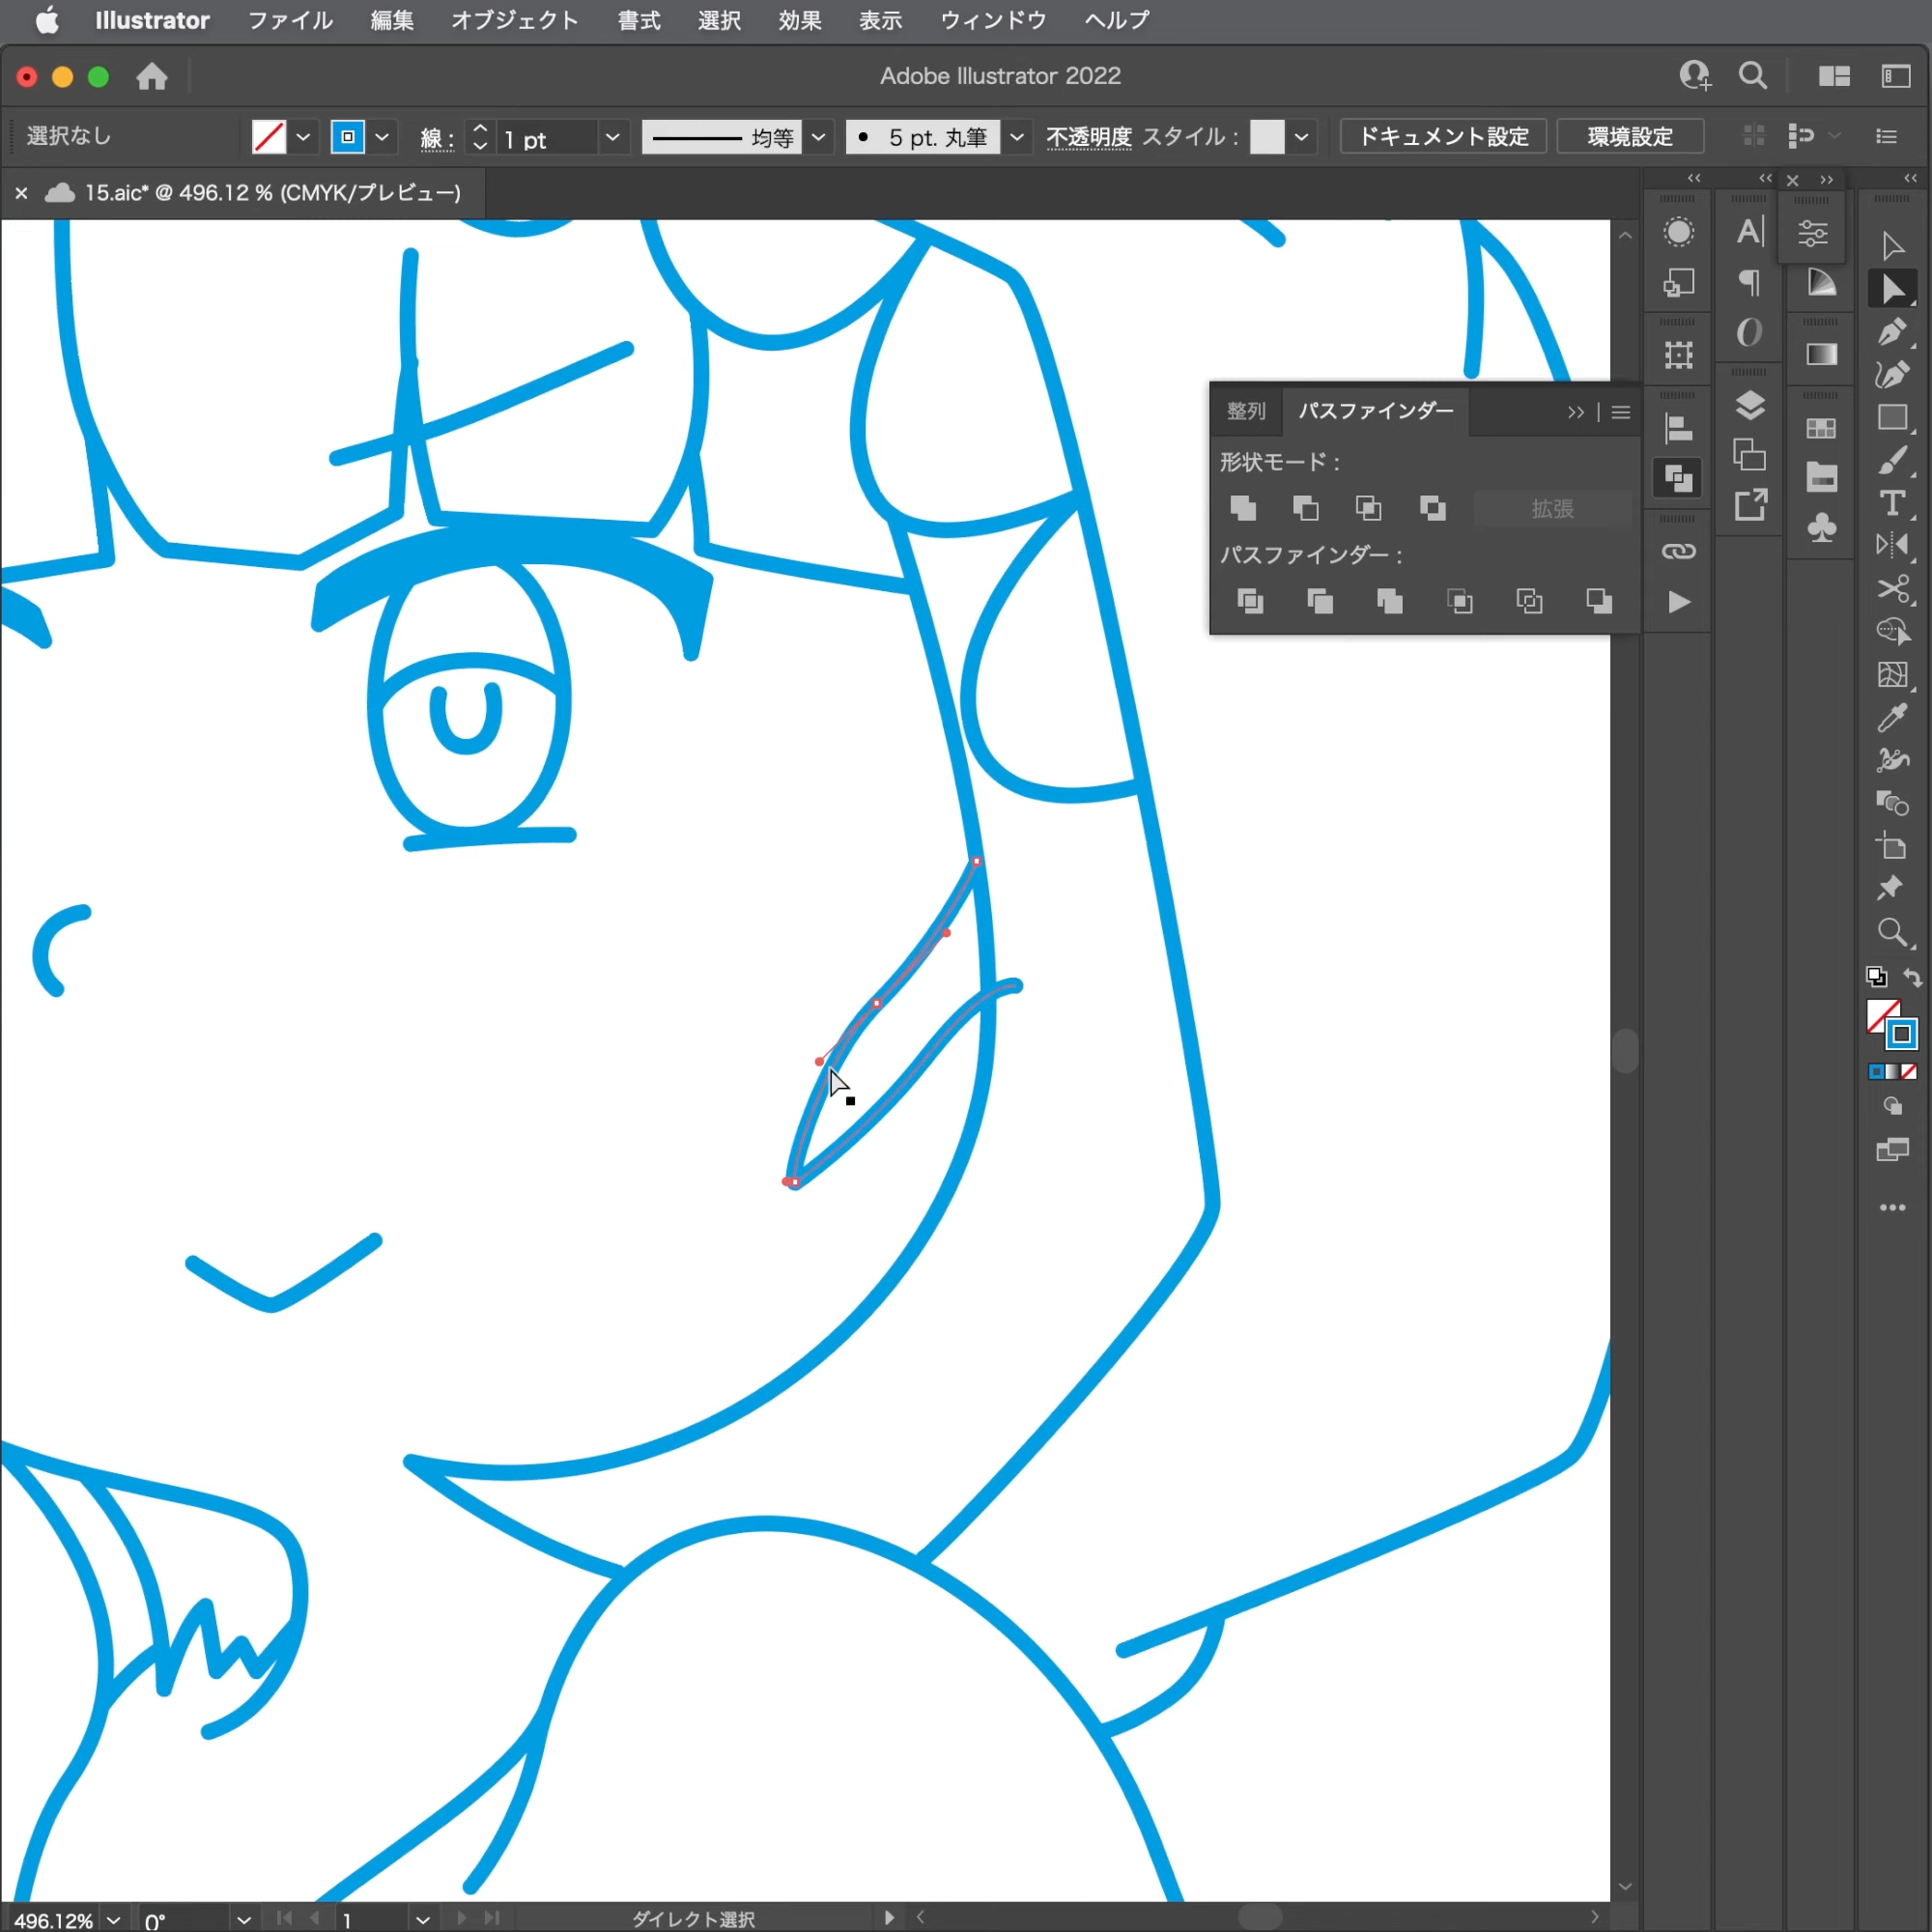 Illustrator ファイル 編集 オブジェクト 書式 選択 効果 表示 ウィンドウ ヘルプ
Adobe Illustrator 2022
選択なし 線： 1 pt 均等 5 pt. 丸筆 不透明度 スタイル： ドキュメント設定 環境設定
15.aic* @ 496.12 % (CMYK/プレビュー)
整列 パスファインダー
形状モード：
拡張
パスファインダー：
496.12% 0° 1 ダイレクト選択